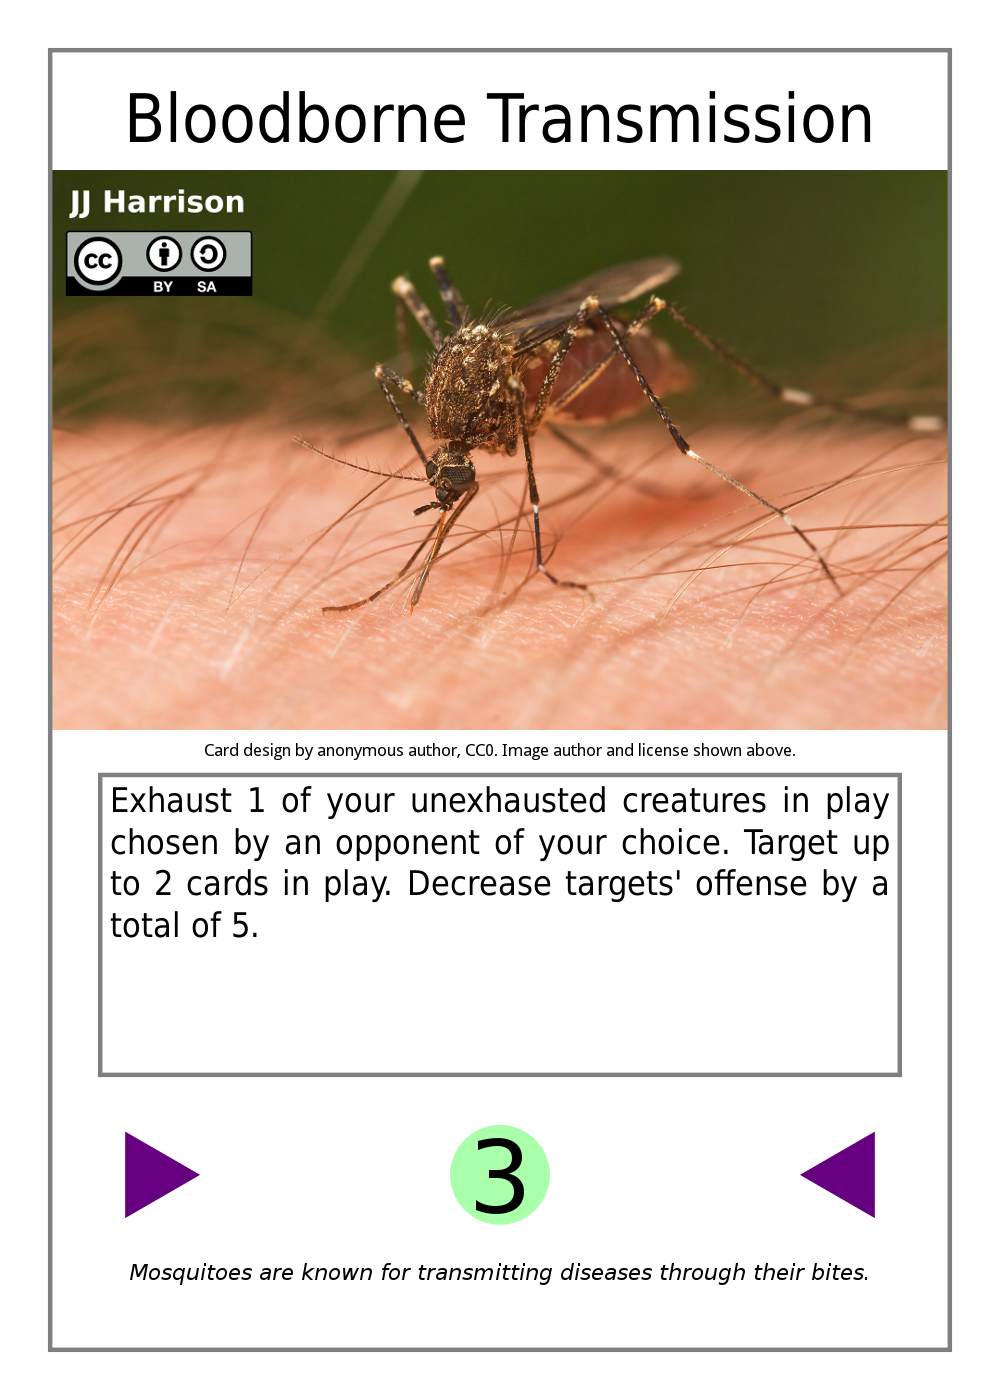 Bloodborne Transmission
JJ Harrison
cc
BY SA
Card design by anonymous author, CC0. Image author and license shown above.
Exhaust 1 of your unexhausted creatures in play
chosen by an opponent of your choice. Target up
to 2 cards in play. Decrease targets' offense by a
total of 5.
3
Mosquitoes are known for transmitting diseases through their bites.